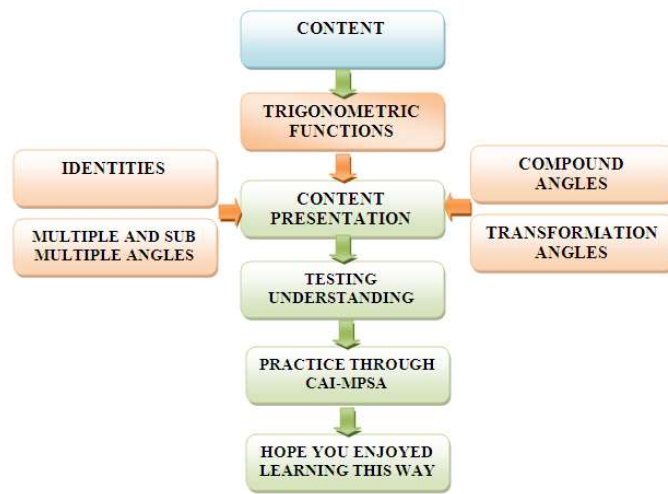 CONTENT
TRIGONOMETRIC
FUNCTIONS
IDENTITIES
MULTIPLE AND SUB
MULTIPLE ANGLES
CONTENT
PRESENTATION
COMPOUND
ANGLES
TRANSFORMATION
ANGLES
TESTING
UNDERSTANDING
PRACTICE THROUGH
CAI-MPSA
HOPE YOU ENJOYED
LEARNING THIS WAY